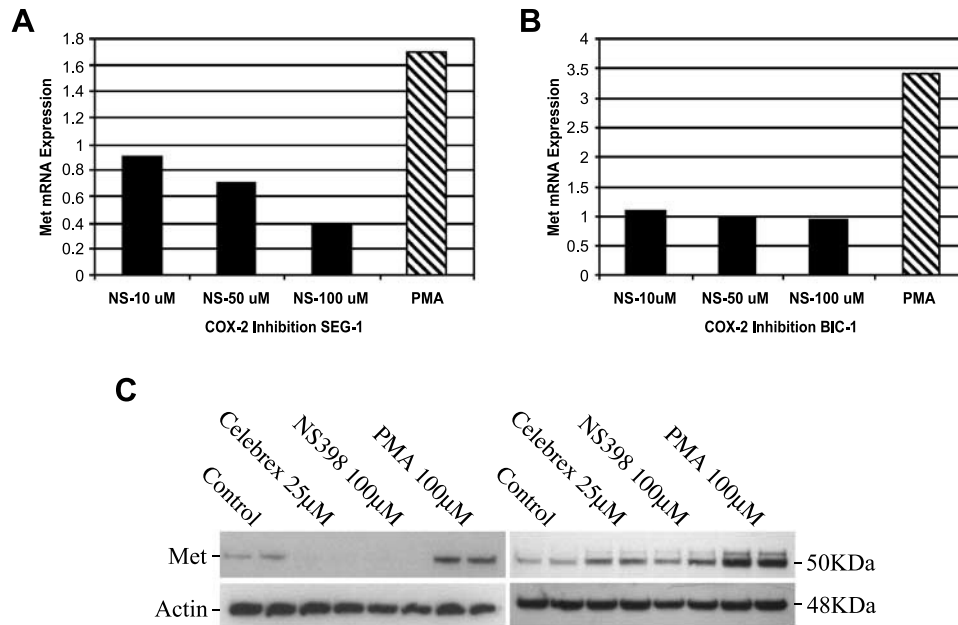 A
Met mRNA Expression
1.8
1.6
1.4
1.2
1
0.8
0.6
0.4
0.2
0
NS-10 uM NS-50 uM NS-100 uM PMA
COX-2 Inhibition SEG-1
B
Met mRNA Expression
4
3.5
3
2.5
2
1.5
1
0.5
0
NS-10uM NS-50 uM NS-100 uM PMA
COX-2 Inhibition BIC-1
C
Control
Celebrex 25μM
NS398 100μM
PMA 100μM
Control
Celebrex 25μM
NS398 100μM
PMA 100μM
Met
50KDa
Actin
48KDa